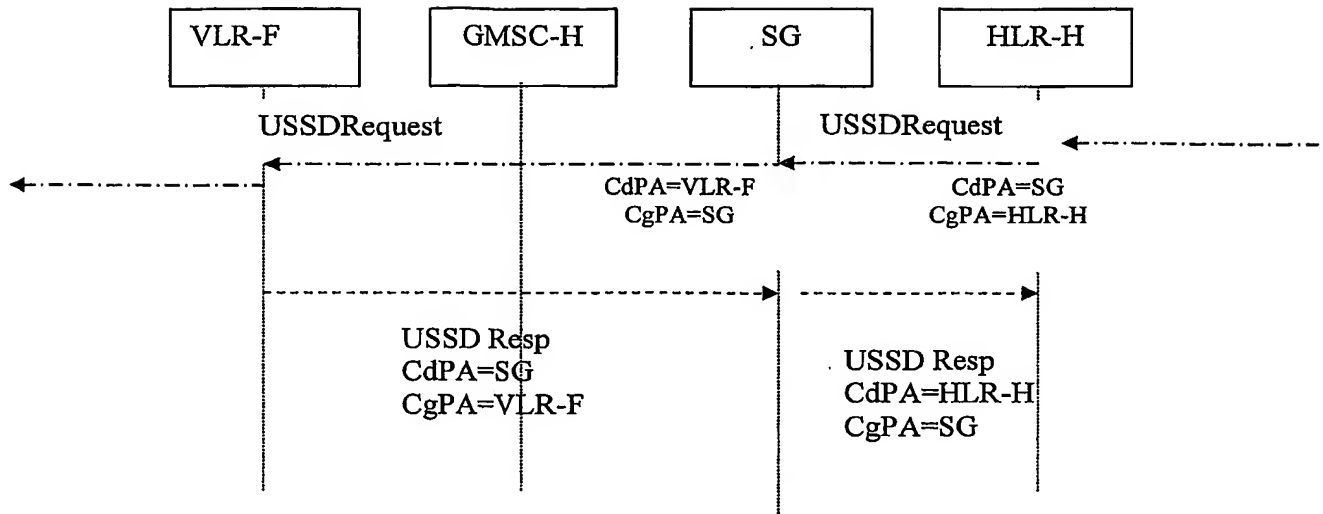 VLR-F
GMSC-H
SG
HLR-H
USSDRequest
USSDRequest
CdPA=VLR-F
CgPA=SG
CdPA=SG
CgPA=HLR-H
USSD Resp
CdPA=SG
CgPA=VLR-F
USSD Resp
CdPA=HLR-H
CgPA=SG